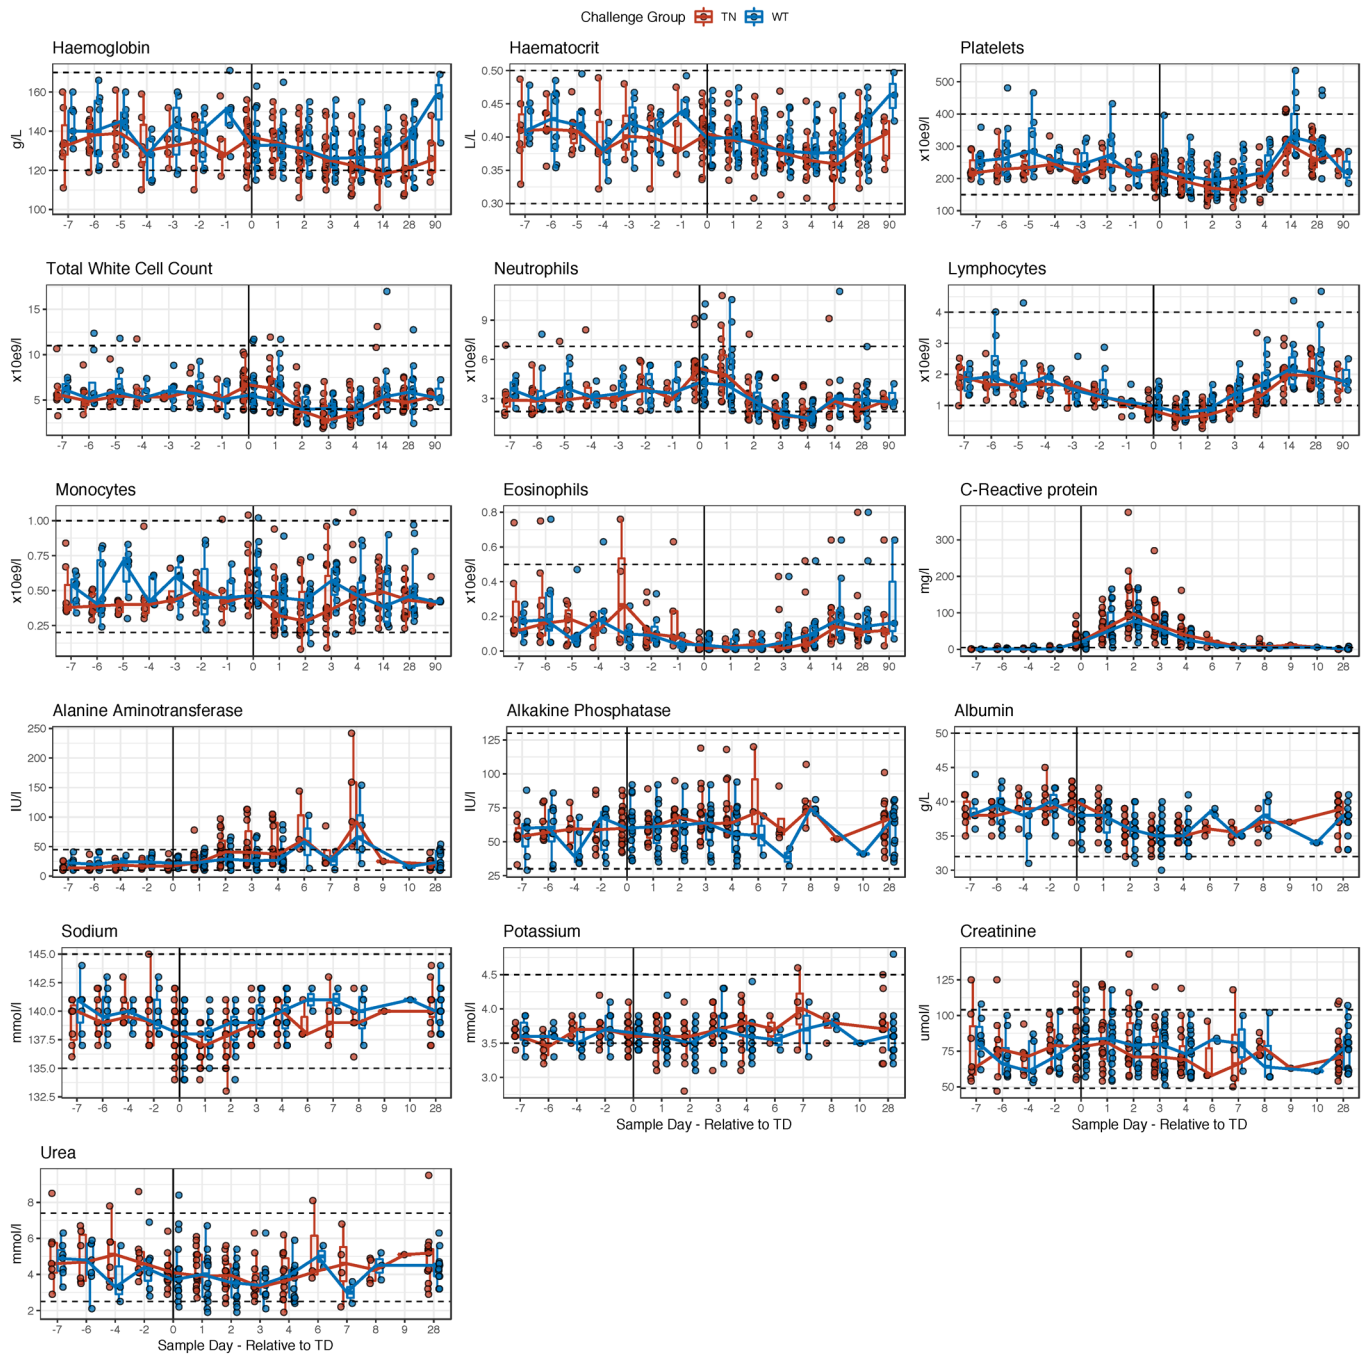 Challenge Group TN WT
Haemoglobin
g/L
160
140
120
100
-7 -6 -5 -4 -3 -2 -1 0 1 2 3 4 14 28 90
Haematocrit
L/L
0.50
0.45
0.40
0.35
0.30
-7 -6 -5 -4 -3 -2 -1 0 1 2 3 4 14 28 90
Platelets
x10e9/l
500
400
300
200
100
-7 -6 -5 -4 -3 -2 -1 0 1 2 3 4 14 28 90
Total White Cell Count
x10e9/l
15
10
5
-7 -6 -5 -4 -3 -2 -1 0 1 2 3 4 14 28 90
Neutrophils
x10e9/l
9
6
3
-7 -6 -5 -4 -3 -2 -1 0 1 2 3 4 14 28 90
Lymphocytes
x10e9/l
4
3
2
1
-7 -6 -5 -4 -3 -2 -1 0 1 2 3 4 14 28 90
Monocytes
x10e9/l
1.00
0.75
0.50
0.25
-7 -6 -5 -4 -3 -2 -1 0 1 2 3 4 14 28 90
Eosinophils
x10e9/l
0.8
0.6
0.4
0.2
0.0
-7 -6 -5 -4 -3 -2 -1 0 1 2 3 4 14 28 90
C-Reactive protein
mg/l
300
200
100
0
-7 -6 -4 -2 0 1 2 3 4 6 7 8 9 10 28
Alanine Aminotransferase
IU/l
250
200
150
100
50
0
-7 -6 -4 -2 0 1 2 3 4 6 7 8 9 10 28
Alkakine Phosphatase
IU/l
125
100
75
50
25
-7 -6 -4 -2 0 1 2 3 4 6 7 8 9 10 28
Albumin
g/L
50
45
40
35
30
-7 -6 -4 -2 0 1 2 3 4 6 7 8 9 10 28
Sodium
mmol/l
145.0
142.5
140.0
137.5
135.0
132.5
-7 -6 -4 -2 0 1 2 3 4 6 7 8 9 10 28
Potassium
mmol/l
4.5
4.0
3.5
3.0
-7 -6 -4 -2 0 1 2 3 4 6 7 8 10 28
Sample Day - Relative to TD
Creatinine
umol/l
125
100
75
50
-7 -6 -4 -2 0 1 2 3 4 6 7 8 9 10 28
Sample Day - Relative to TD
Urea
mmol/l
8
6
4
2
-7 -6 -4 -2 0 1 2 3 4 6 7 8 9 28
Sample Day - Relative to TD